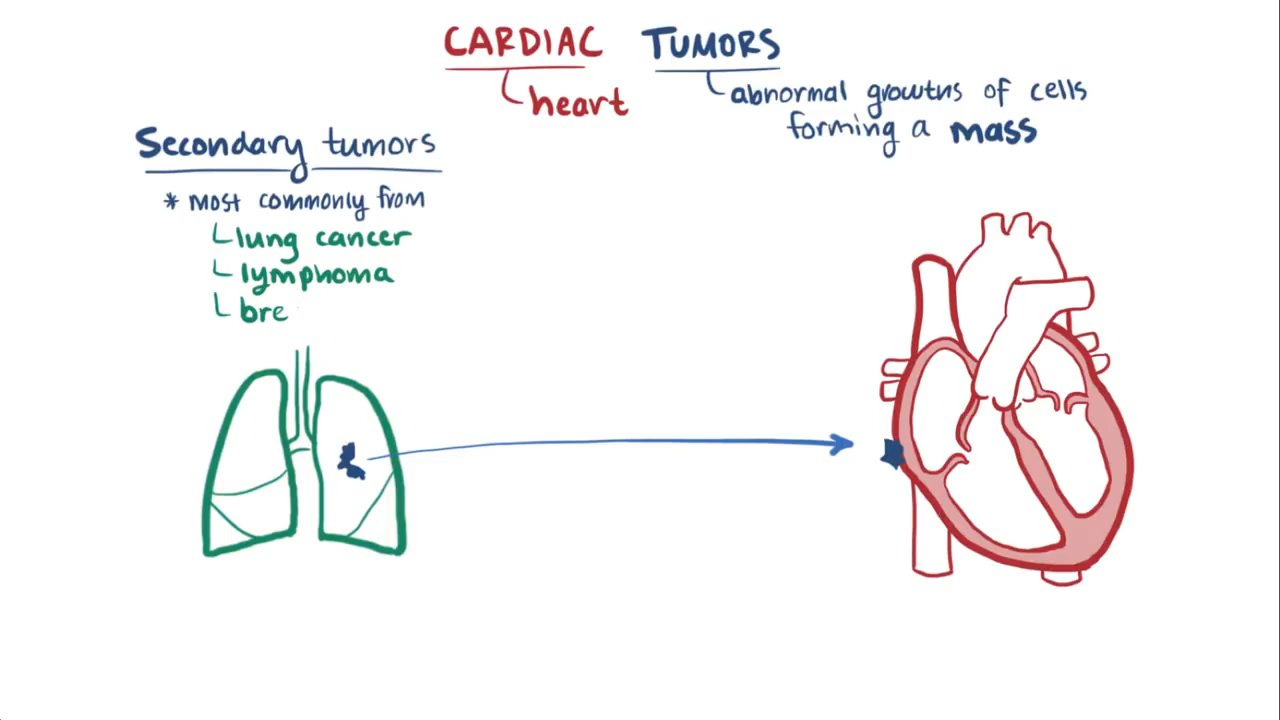 CARDIAC TUMORS
heart
abnormal growths of cells
forming a mass
Secondary tumors
* most commonly from
lung cancer
lymphoma
bre